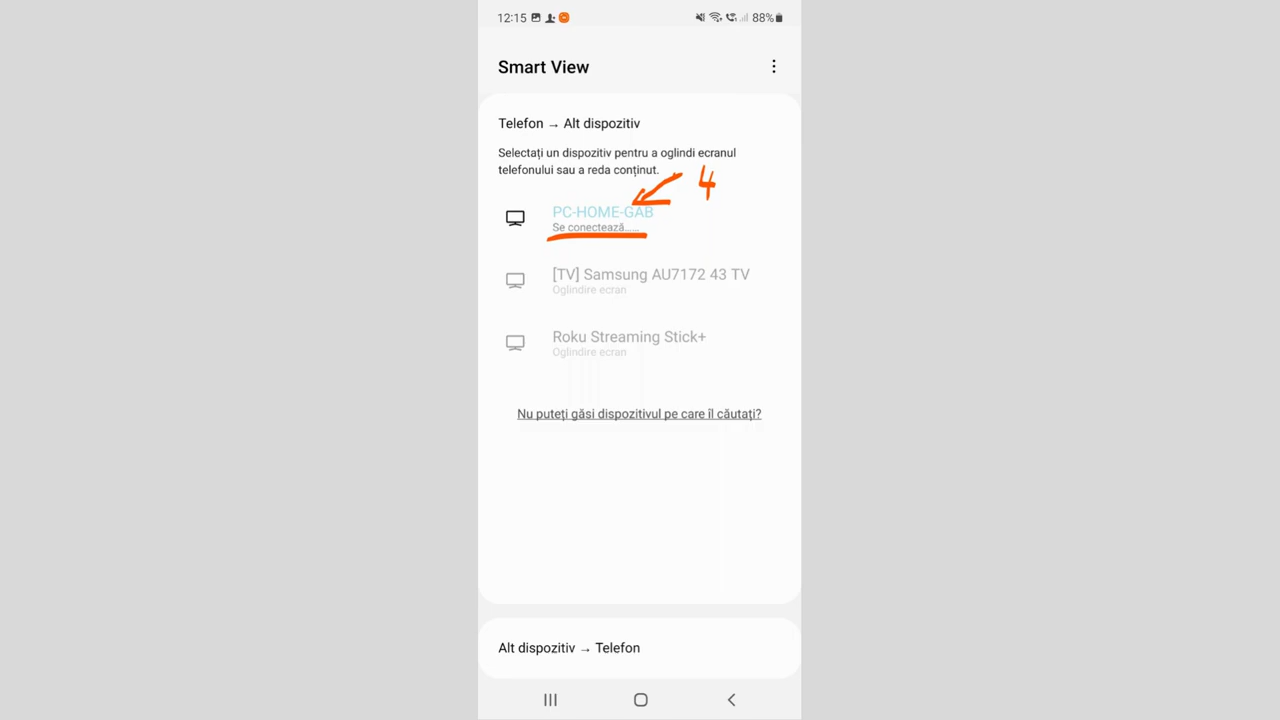 12:15 88%
Smart View
Telefon → Alt dispozitiv
Selectați un dispozitiv pentru a oglindi ecranul
telefonului sau a reda conținut.
4
PC-HOME-GAB
Se conectează......
[TV] Samsung AU7172 43 TV
Oglindire ecran
Roku Streaming Stick+
Oglindire ecran
Nu puteți găsi dispozitivul pe care îl căutați?
Alt dispozitiv → Telefon